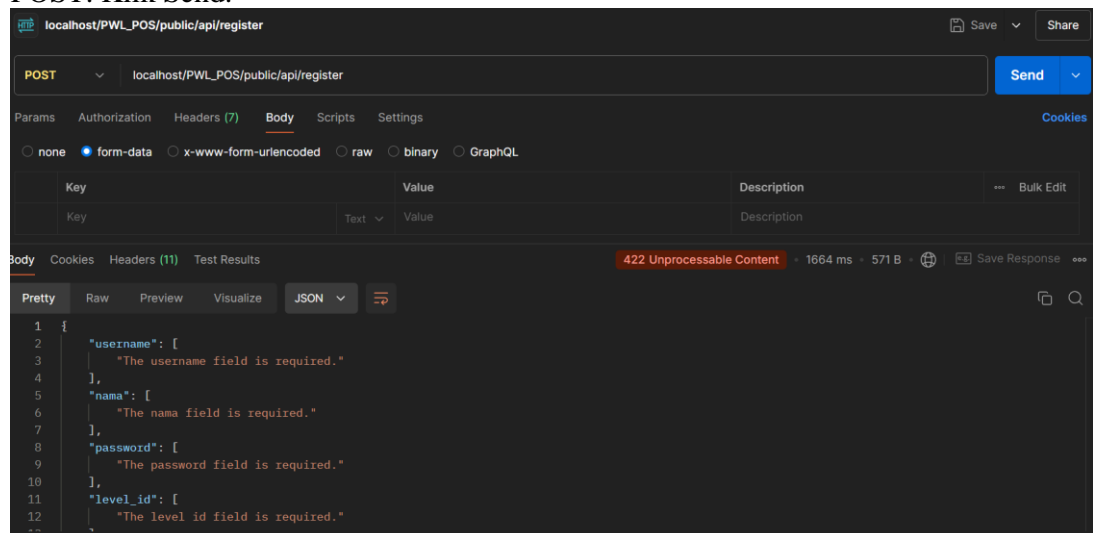 POST. Klik Send.
HTTP localhost/PWL_POS/public/api/register Save Share
POST localhost/PWL_POS/public/api/register Send
Params Authorization Headers (7) Body Scripts Settings Cookies
none form-data x-www-form-urlencoded raw binary GraphQL
Key Value Description Bulk Edit
Key Text Value Description
Body Cookies Headers (11) Test Results 422 Unprocessable Content 1664 ms 571 B Save Response
Pretty Raw Preview Visualize JSON
1 {
2 "username": [
3 "The username field is required."
4 ],
5 "nama": [
6 "The nama field is required."
7 ],
8 "password": [
9 "The password field is required."
10 ],
11 "level_id": [
12 "The level id field is required."